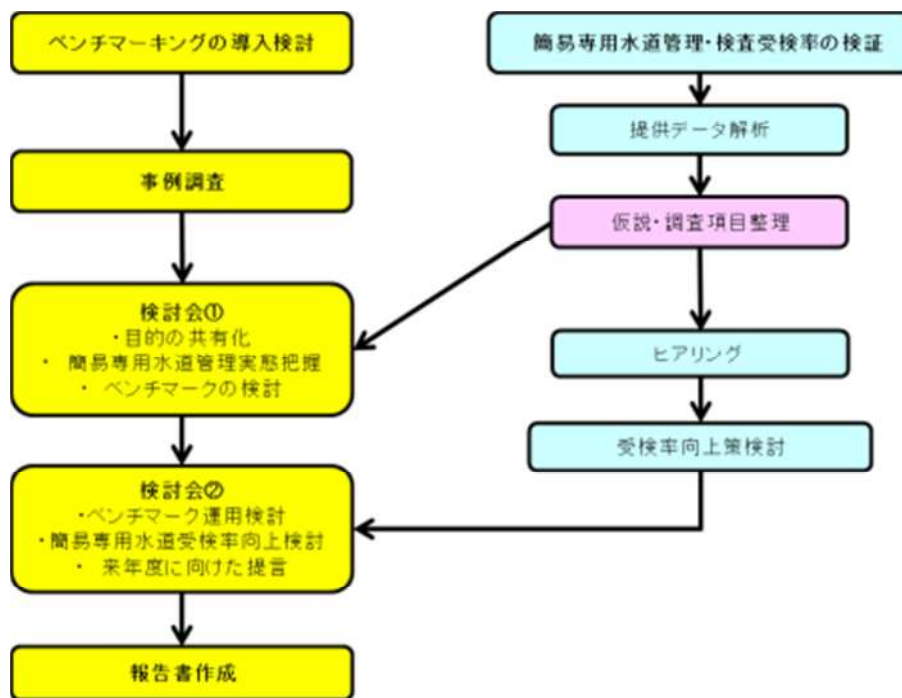 ベンチマーキングの導入検討
事例調査
検討会①
・目的の共有化
・ 簡易専用水道管理実態把握
・ ベンチマークの検討
検討会②
・ベンチマーク運用検討
・簡易専用水道受検率向上検討
・ 来年度に向けた提言
報告書作成
簡易専用水道管理・検査受検率の検証
提供データ解析
仮説・調査項目整理
ヒアリング
受検率向上策検討